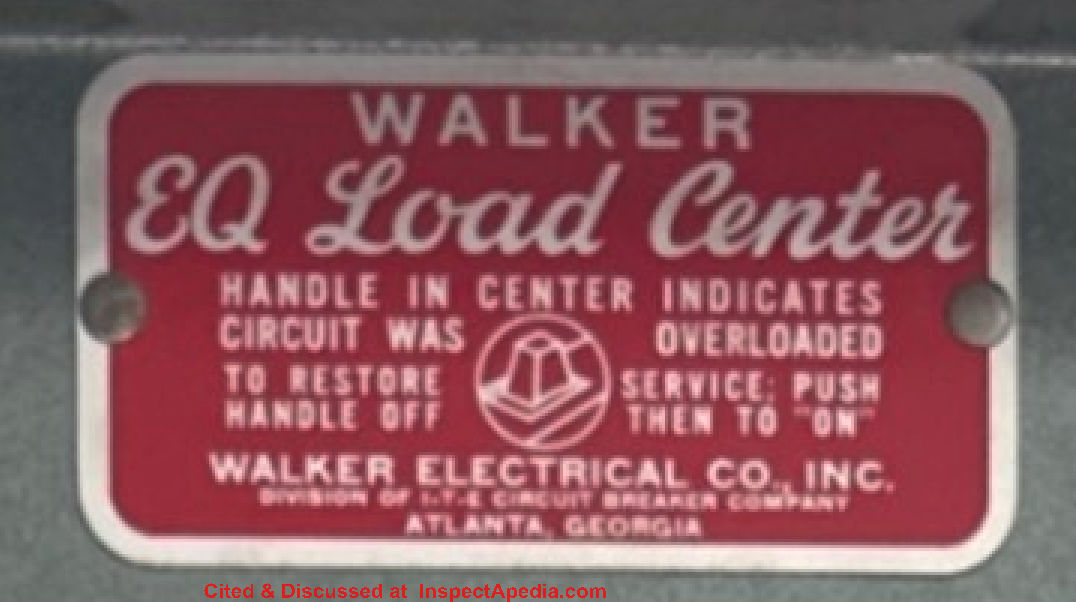 WALKER
EQ Load Center
HANDLE IN CENTER INDICATES
CIRCUIT WAS OVERLOADED
TO RESTORE SERVICE: PUSH
HANDLE OFF THEN TO "ON"
WALKER ELECTRICAL CO., INC.
DIVISION OF I-T-E CIRCUIT BREAKER COMPANY
ATLANTA, GEORGIA
Cited & Discussed at InspectApedia.com